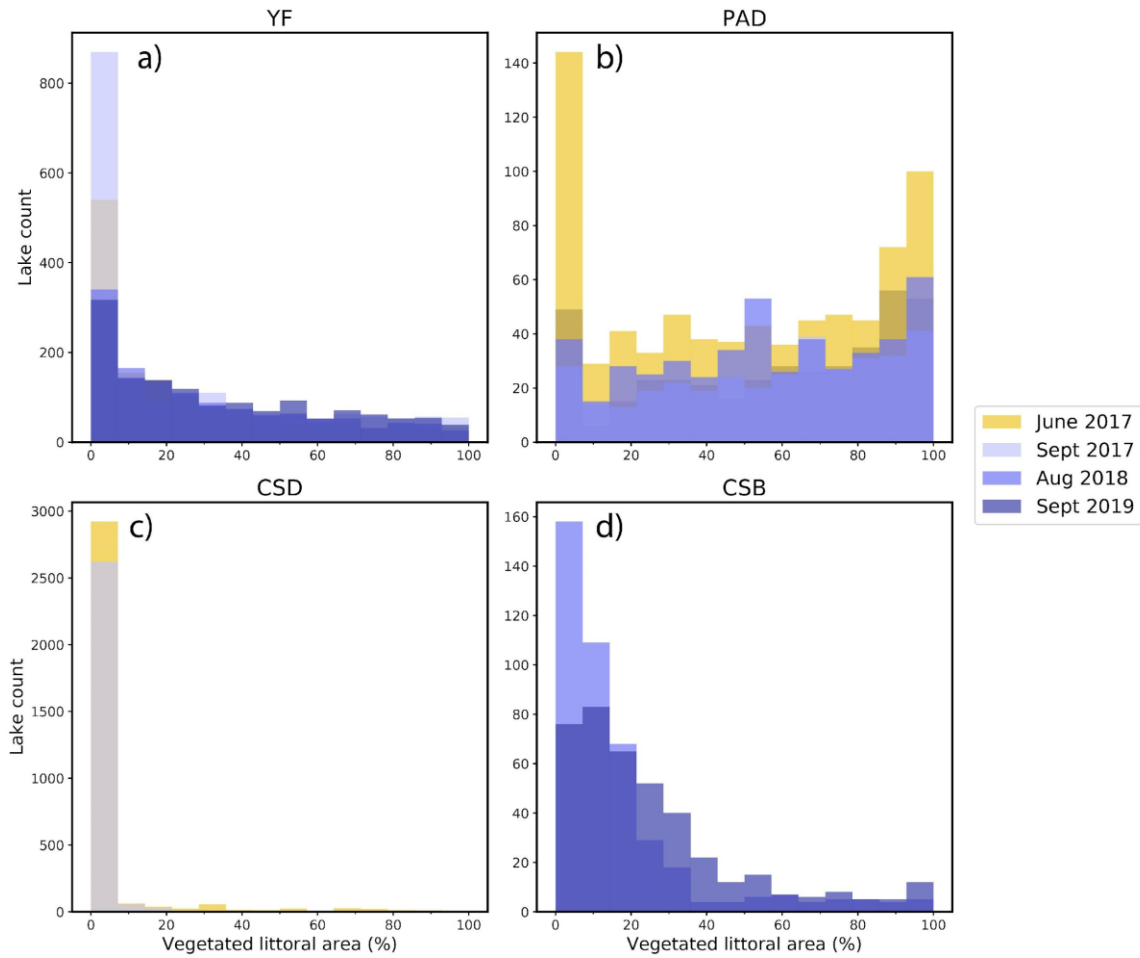 YF
a)
Lake count
800
600
400
200
0
0 20 40 60 80 100
PAD
b)
140
120
100
80
60
40
20
0
0 20 40 60 80 100
June 2017
Sept 2017
Aug 2018
Sept 2019
CSD
c)
Lake count
3000
2500
2000
1500
1000
500
0
0 20 40 60 80 100
Vegetated littoral area (%)
CSB
d)
160
140
120
100
80
60
40
20
0
0 20 40 60 80 100
Vegetated littoral area (%)